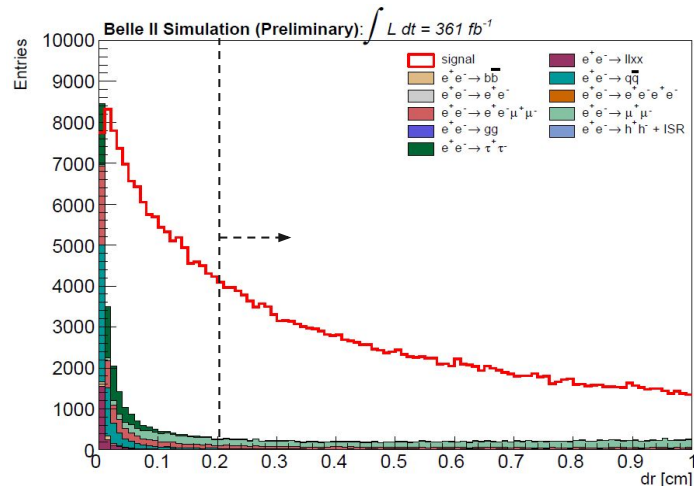 Belle II Simulation (Preliminary): ∫ L dt = 361 fb⁻¹
Entries
10000
9000
8000
7000
6000
5000
4000
3000
2000
1000
0
signal
e⁺e⁻→ bb̅
e⁺e⁻→ e⁺e⁻
e⁺e⁻→ e⁺e⁻μ⁺μ⁻
e⁺e⁻→ gg
e⁺e⁻→ τ⁺τ⁻
e⁺e⁻→ llxx
e⁺e⁻→ qq̅
e⁺e⁻→ e⁺e⁻e⁺e⁻
e⁺e⁻→ μ⁺μ⁻
e⁺e⁻→ h⁺h⁻ + ISR
0 0.1 0.2 0.3 0.4 0.5 0.6 0.7 0.8 0.9 1
dr [cm]